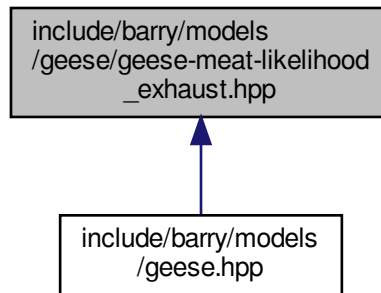 include/barry/models
/geese/geese-meat-likelihood
_exhaust.hpp
include/barry/models
/geese.hpp